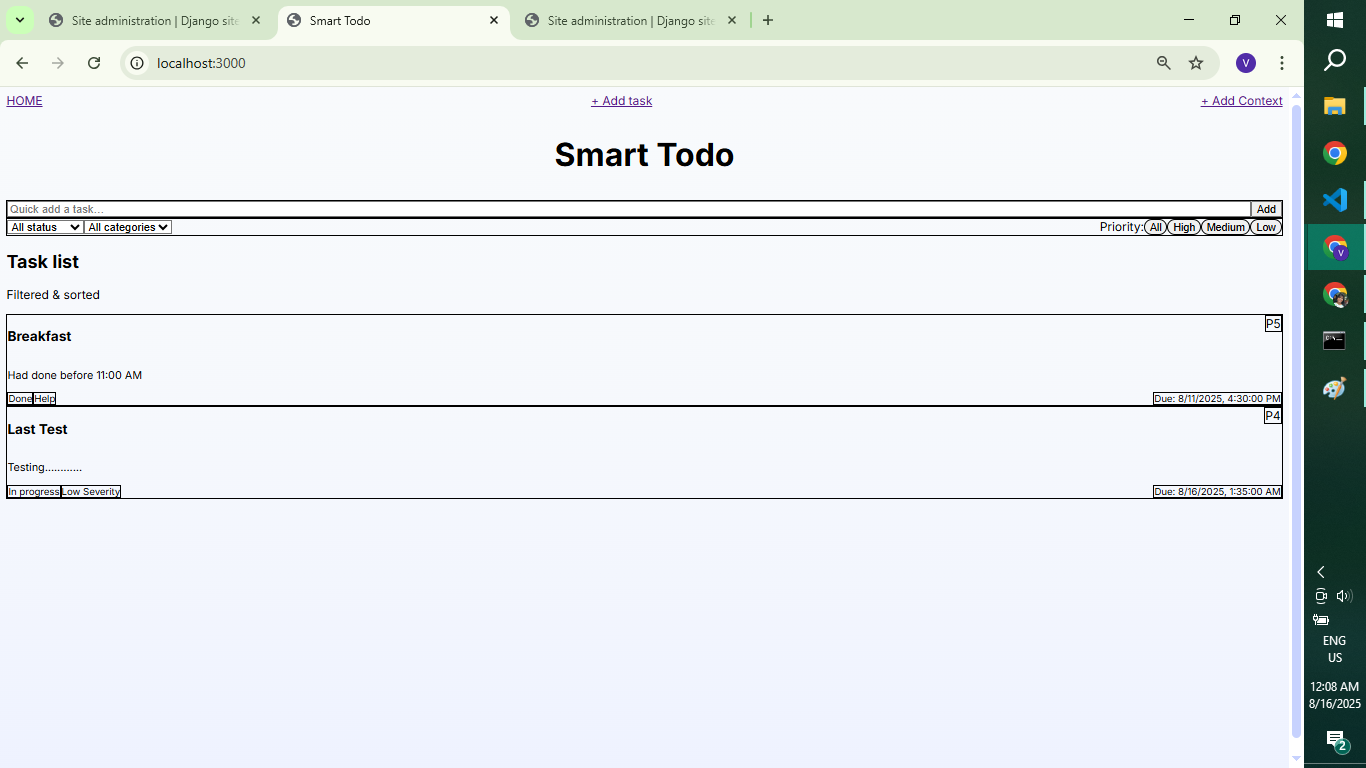 Site administration | Django site
Smart Todo
Site administration | Django site
localhost:3000
V
HOME
+ Add task
+ Add Context
Smart Todo
Quick add a task...
Add
All status
All categories
Priority: All High Medium Low
Task list
Filtered & sorted
Breakfast
P5
Had done before 11:00 AM
Done Help
Due: 8/11/2025, 4:30:00 PM
Last Test
P4
Testing............
In progress Low Severity
Due: 8/16/2025, 1:35:00 AM
V
ENG
US
12:08 AM
8/16/2025
2